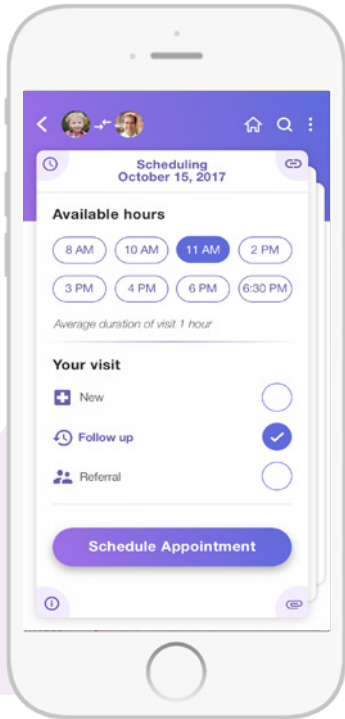 Scheduling
October 15, 2017
Available hours
8 AM 10 AM 11 AM 2 PM
3 PM 4 PM 6 PM 6:30 PM
Average duration of visit 1 hour
Your visit
New
Follow up
Referral
Schedule Appointment